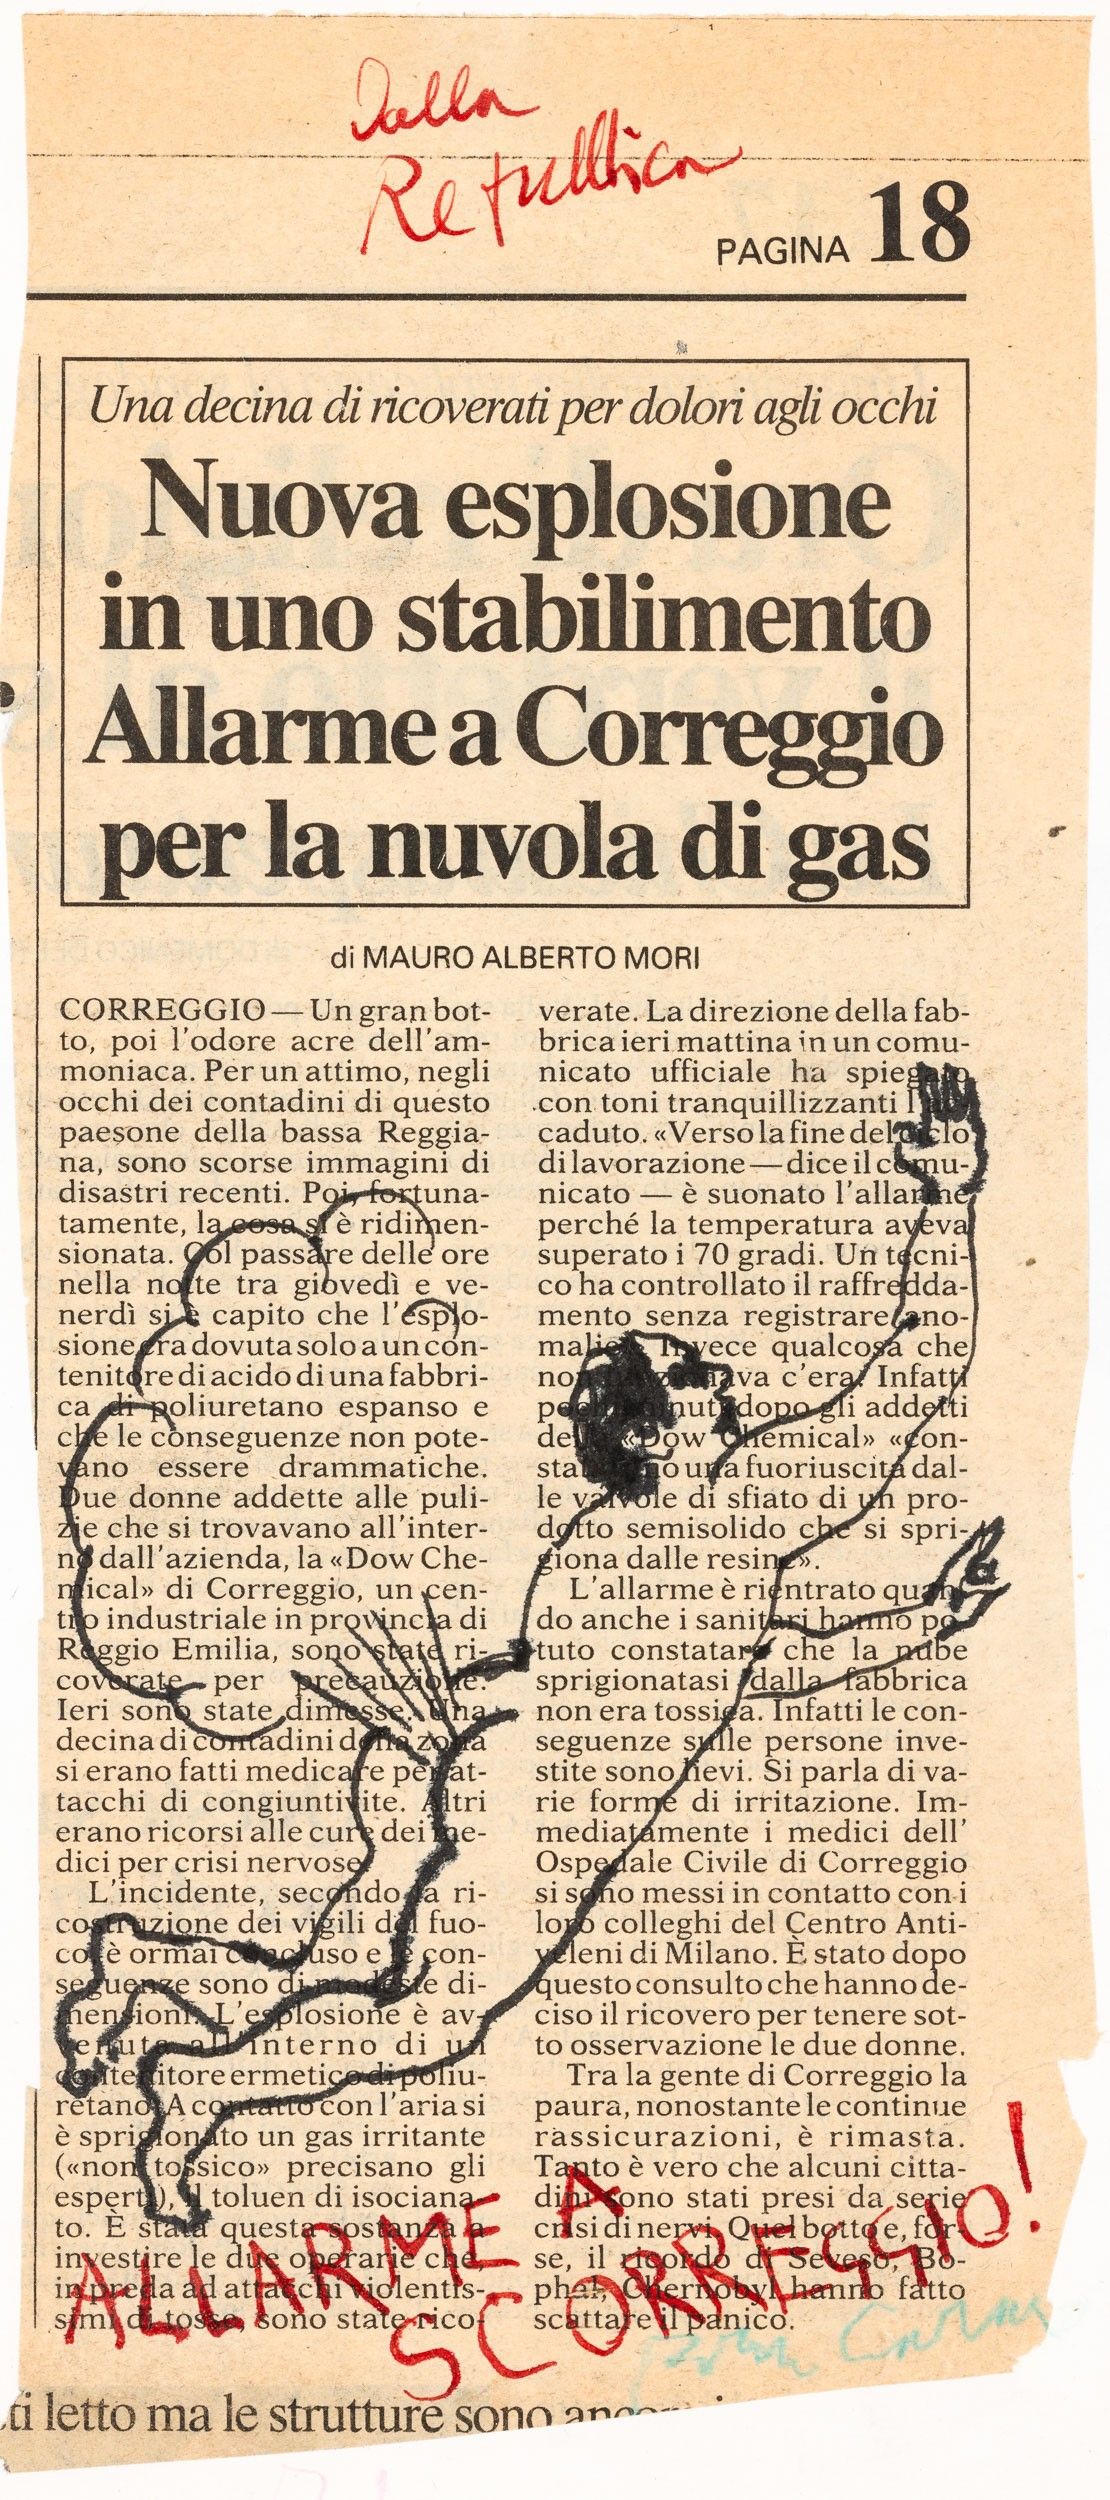 Dalla
Repubblica
PAGINA 18
Una decina di ricoverati per dolori agli occhi
Nuova esplosione
in uno stabilimento
Allarme a Correggio
per la nuvola di gas
di MAURO ALBERTO MORI
CORREGGIO — Un gran bot-
to, poi l'odore acre dell'am-
moniaca. Per un attimo, negli
occhi dei contadini di questo
paesone della bassa Reggia-
na, sono scorse immagini di
disastri recenti. Poi, fortuna-
tamente, la cosa si è ridimen-
sionata. Col passare delle ore
nella notte tra giovedì e ve-
nerdì si è capito che l'esplo-
sione era dovuta solo a un con-
tenitore di acido di una fabbri-
ca di poliuretano espanso e
che le conseguenze non pote-
vano essere drammatiche.
Due donne addette alle puli-
zie che si trovavano all'inter-
no dall'azienda, la «Dow Che-
mical» di Correggio, un cen-
tro industriale in provincia di
Reggio Emilia, sono state ri-
coverate per precauzione.
Ieri sono state dimesse. Una
decina di contadini della zona
si erano fatti medicare per at-
tacchi di congiuntivite. Altri
erano ricorsi alle cure dei me-
dici per crisi nervose.
L'incidente, secondo la ri-
costruzione dei vigili del fuo-
co, è ormai concluso e le con-
seguenze sono di modeste di-
mensioni. L'esplosione è av-
venuta all'interno di un
contenitore ermetico di poliu-
retano. A contatto con l'aria si
è sprigionato un gas irritante
(«non tossico» precisano gli
esperti), il toluen di isociana-
to. È stata questa sostanza a
investire le due operarie che,
in preda ad attacchi violentis-
simi di tosse, sono state rico-
verate. La direzione della fab-
brica ieri mattina in un comu-
nicato ufficiale ha spiegato
con toni tranquillizzanti l'ac-
caduto. «Verso la fine del ciclo
di lavorazione — dice il comu-
nicato — è suonato l'allarme
perché la temperatura aveva
superato i 70 gradi. Un tecni-
co ha controllato il raffredda-
mento senza registrare ano-
malie». Invece qualcosa che
non funzionava c'era. Infatti
pochi minuti dopo gli addetti
della «Dow Chemical» «con-
statavano una fuoriuscita dal-
le valvole di sfiato di un pro-
dotto semisolido che si spri-
giona dalle resine».
L'allarme è rientrato quan-
do anche i sanitari hanno po-
tuto constatare che la nube
sprigionatasi dalla fabbrica
non era tossica. Infatti le con-
seguenze sulle persone inve-
stite sono lievi. Si parla di va-
rie forme di irritazione. Im-
mediatamente i medici dell'
Ospedale Civile di Correggio
si sono messi in contatto con i
loro colleghi del Centro Anti-
veleni di Milano. È stato dopo
questo consulto che hanno de-
ciso il ricovero per tenere sot-
to osservazione le due donne.
Tra la gente di Correggio la
paura, nonostante le continue
rassicurazioni, è rimasta.
Tanto è vero che alcuni citta-
dini sono stati presi da serie
crisi di nervi. Quel botto e, for-
se, il ricordo di Seveso, Bo-
phal, Chernobyl hanno fatto
scattare il panico.
ALLARME A
SCORREGGIO!
ti letto ma le strutture sono